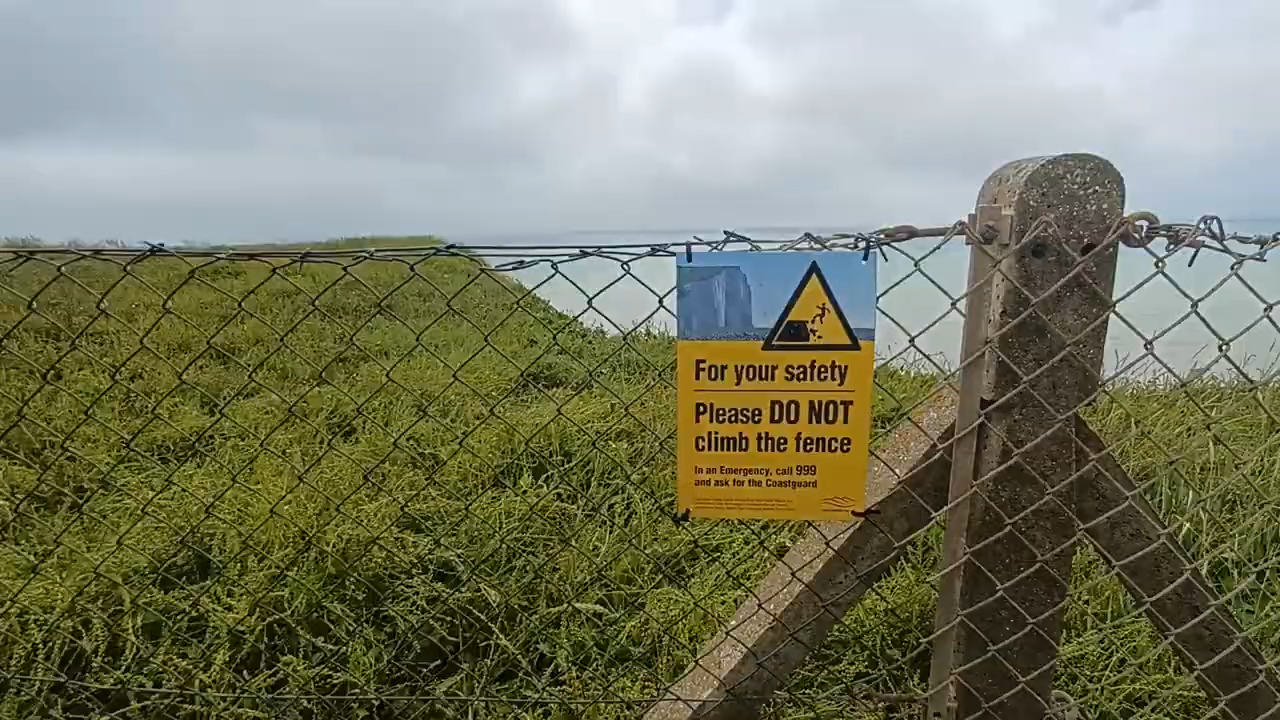 For your safety
Please DO NOT
climb the fence
In an Emergency, call 999
and ask for the Coastguard